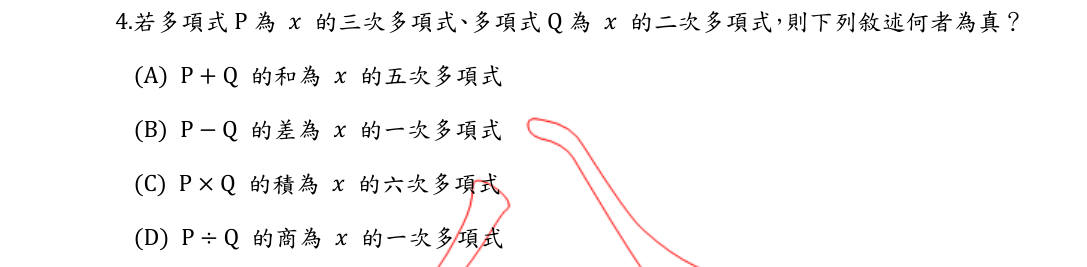 4.若多項式 P 為 x 的三次多項式、多項式 Q 為 x 的二次多項式，則下列敘述何者為真？
(A) P + Q 的和為 x 的五次多項式
(B) P − Q 的差為 x 的一次多項式
(C) P × Q 的積為 x 的六次多項式
(D) P ÷ Q 的商為 x 的一次多項式